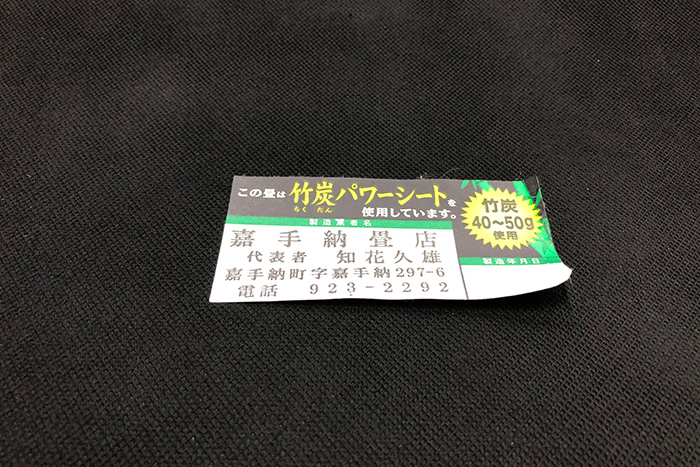 この畳は竹炭パワーシートを
ちくたん
使用しています。
竹炭
40〜50g
使用
製造業者名
嘉手納畳店
代表者 知花久雄
嘉手納町字嘉手納297-6
電話 923-2292
製造年月日